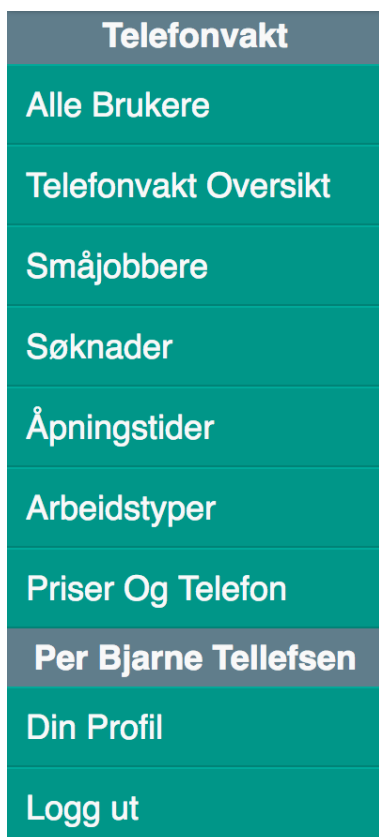 Telefonvakt
Alle Brukere
Telefonvakt Oversikt
Småjobbere
Søknader
Åpningstider
Arbeidstyper
Priser Og Telefon
Per Bjarne Tellefsen
Din Profil
Logg ut